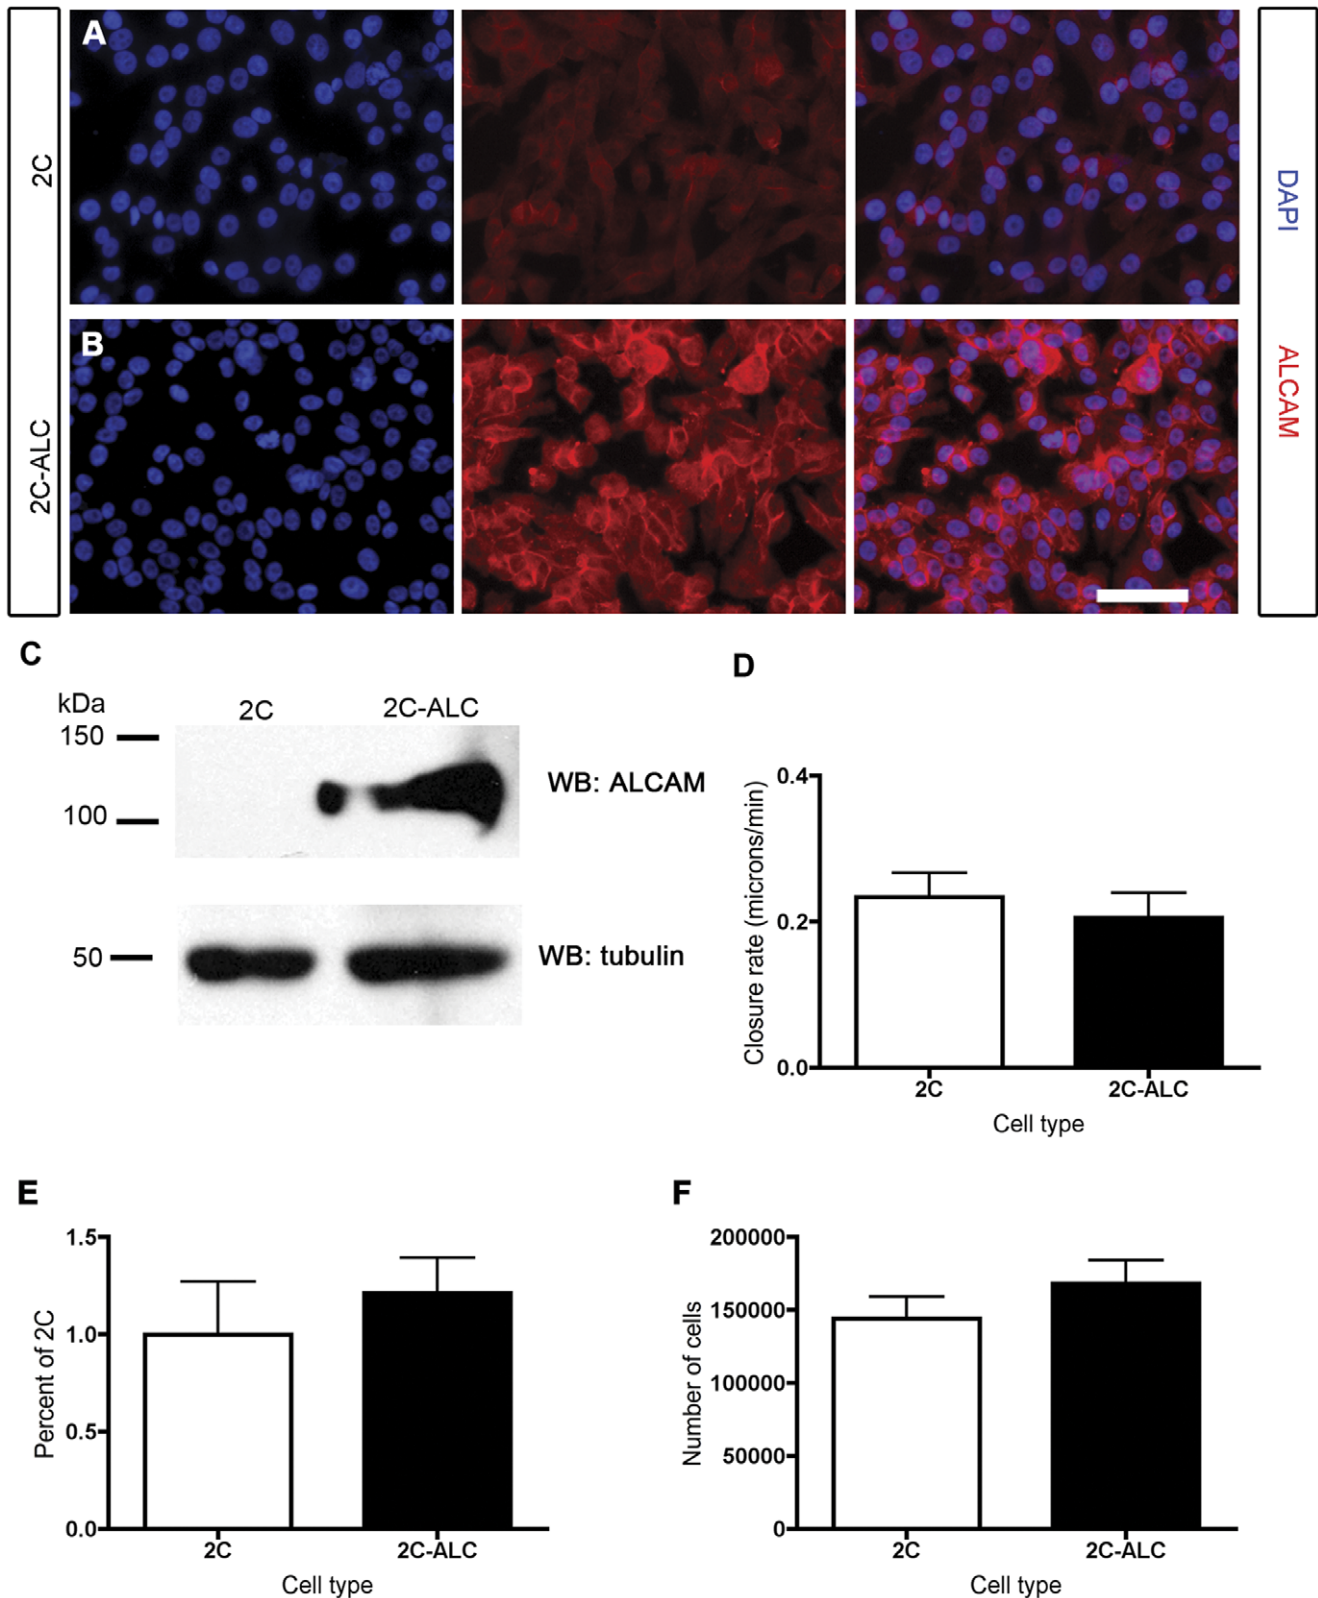 A
2C
B
2C-ALC
DAPI
ALCAM
C
kDa
2C
2C-ALC
150
100
WB: ALCAM
50
WB: tubulin
D
0.4
0.2
0.0
Closure rate (microns/min)
2C
2C-ALC
Cell type
E
1.5
1.0
0.5
0.0
Percent of 2C
2C
2C-ALC
Cell type
F
200000
150000
100000
50000
0
Number of cells
2C
2C-ALC
Cell type